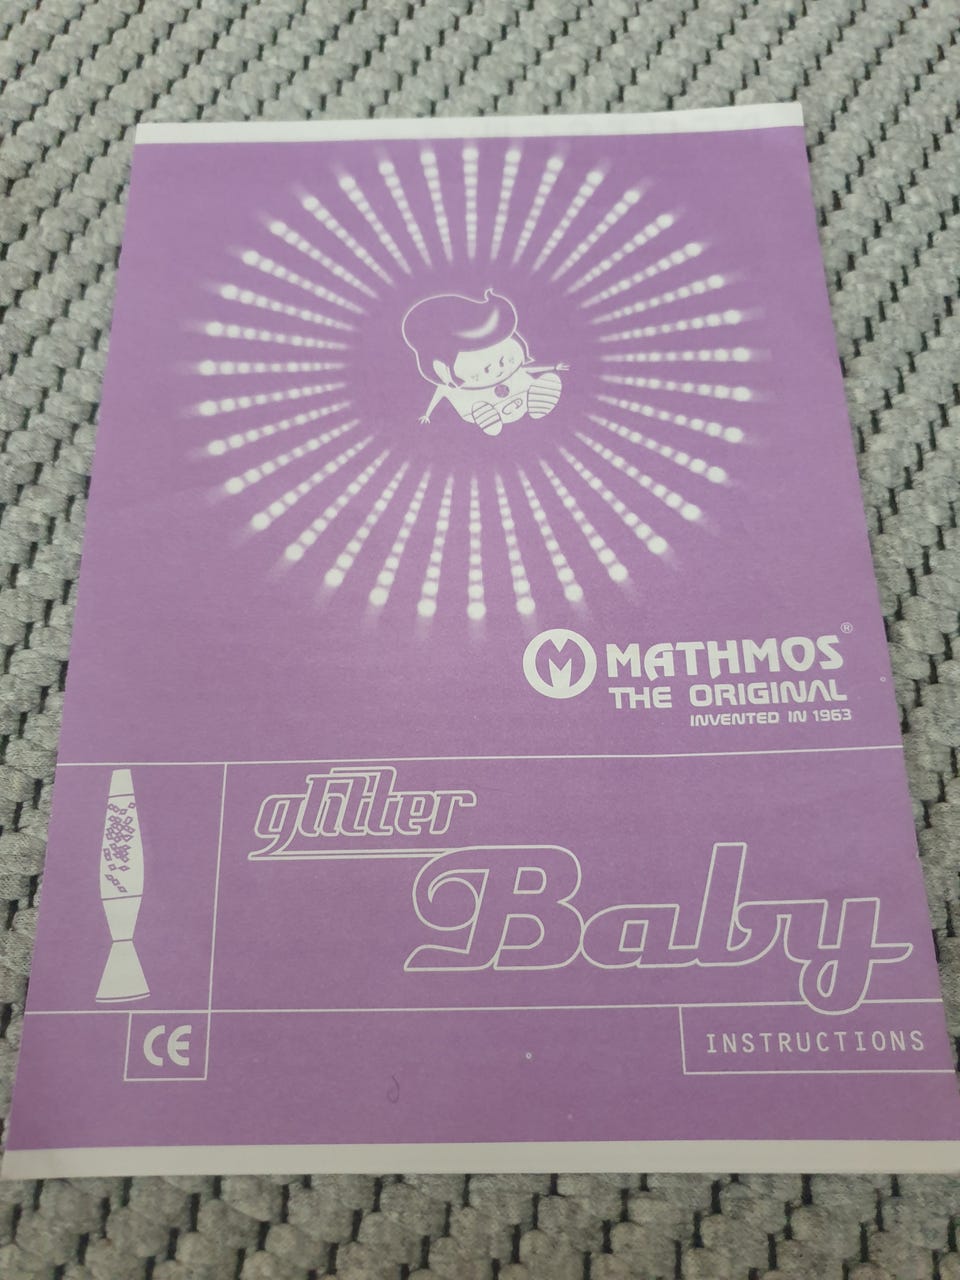 MATHMOS®
THE ORIGINAL
INVENTED IN 1963
glitter
Baby
CE
INSTRUCTIONS